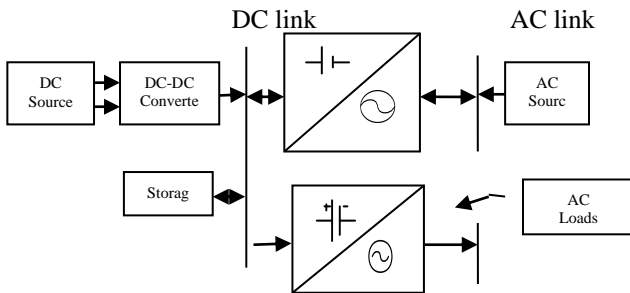 DC link
AC link
DC
Source
DC-DC
Converte
AC
Sourc
Storag
AC
Loads